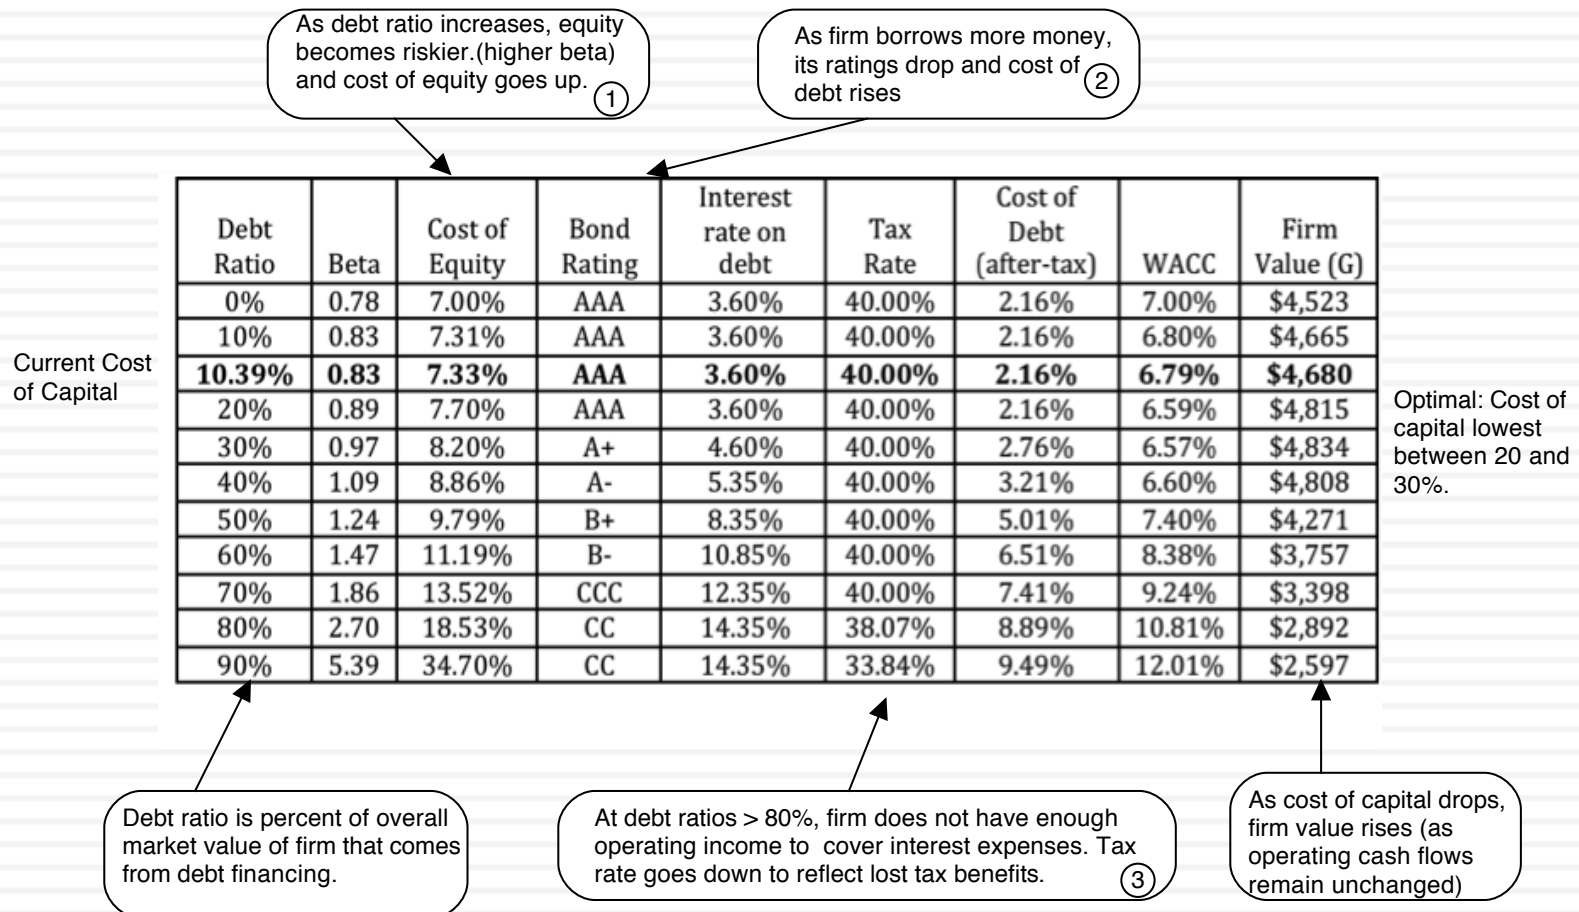 As debt ratio increases, equity
becomes riskier.(higher beta)
and cost of equity goes up.
1
As firm borrows more money,
its ratings drop and cost of
debt rises
2
Debt Ratio Beta Cost of Equity Bond Rating Interest rate on debt Tax Rate Cost of Debt (after-tax) WACC Firm Value (G)
0% 0.78 7.00% AAA 3.60% 40.00% 2.16% 7.00% $4,523
10% 0.83 7.31% AAA 3.60% 40.00% 2.16% 6.80% $4,665
Current Cost
of Capital
10.39% 0.83 7.33% AAA 3.60% 40.00% 2.16% 6.79% $4,680
20% 0.89 7.70% AAA 3.60% 40.00% 2.16% 6.59% $4,815
30% 0.97 8.20% A+ 4.60% 40.00% 2.76% 6.57% $4,834
40% 1.09 8.86% A- 5.35% 40.00% 3.21% 6.60% $4,808
50% 1.24 9.79% B+ 8.35% 40.00% 5.01% 7.40% $4,271
60% 1.47 11.19% B- 10.85% 40.00% 6.51% 8.38% $3,757
70% 1.86 13.52% CCC 12.35% 40.00% 7.41% 9.24% $3,398
80% 2.70 18.53% CC 14.35% 38.07% 8.89% 10.81% $2,892
90% 5.39 34.70% CC 14.35% 33.84% 9.49% 12.01% $2,597
Optimal: Cost of
capital lowest
between 20 and
30%.
Debt ratio is percent of overall
market value of firm that comes
from debt financing.
At debt ratios > 80%, firm does not have enough
operating income to cover interest expenses. Tax
rate goes down to reflect lost tax benefits.
3
As cost of capital drops,
firm value rises (as
operating cash flows
remain unchanged)